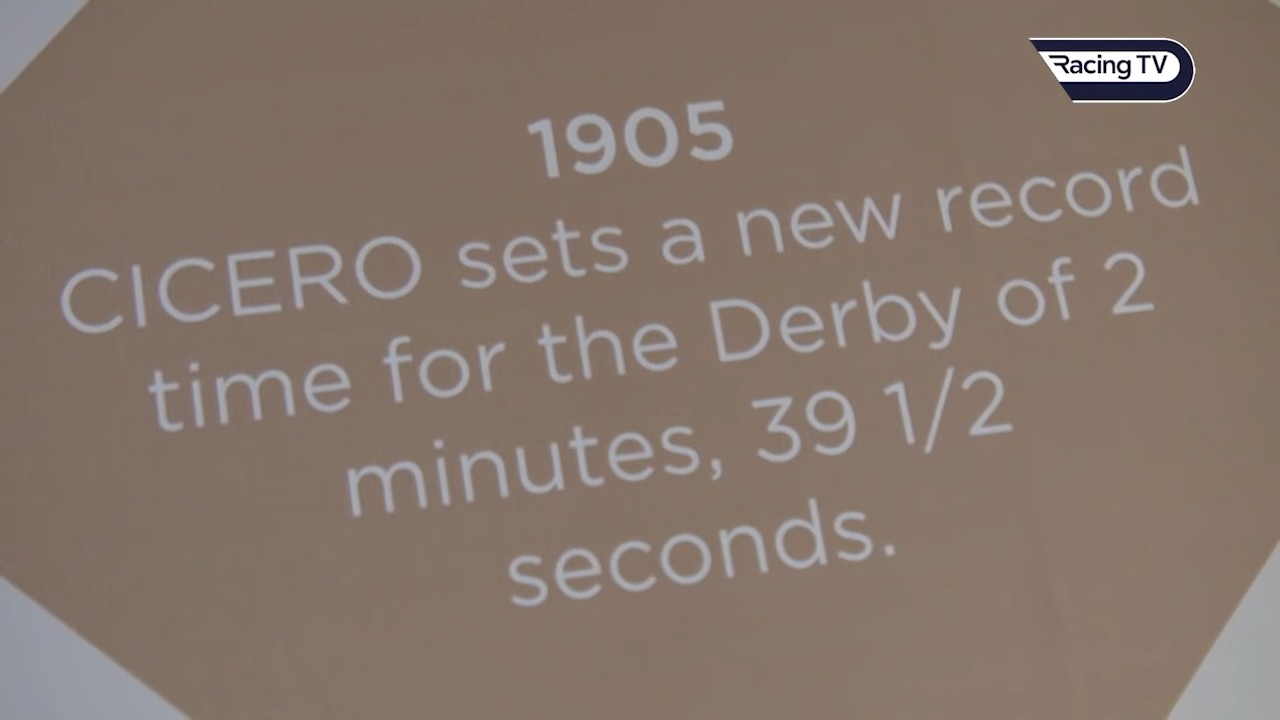 Racing TV
1905
CICERO sets a new record
time for the Derby of 2
minutes, 39 1/2
seconds.